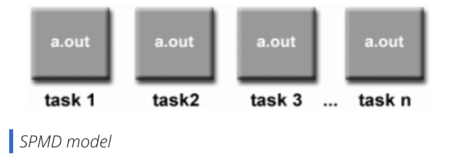 a.out a.out a.out a.out
task 1 task2 task 3 ... task n
SPMD model